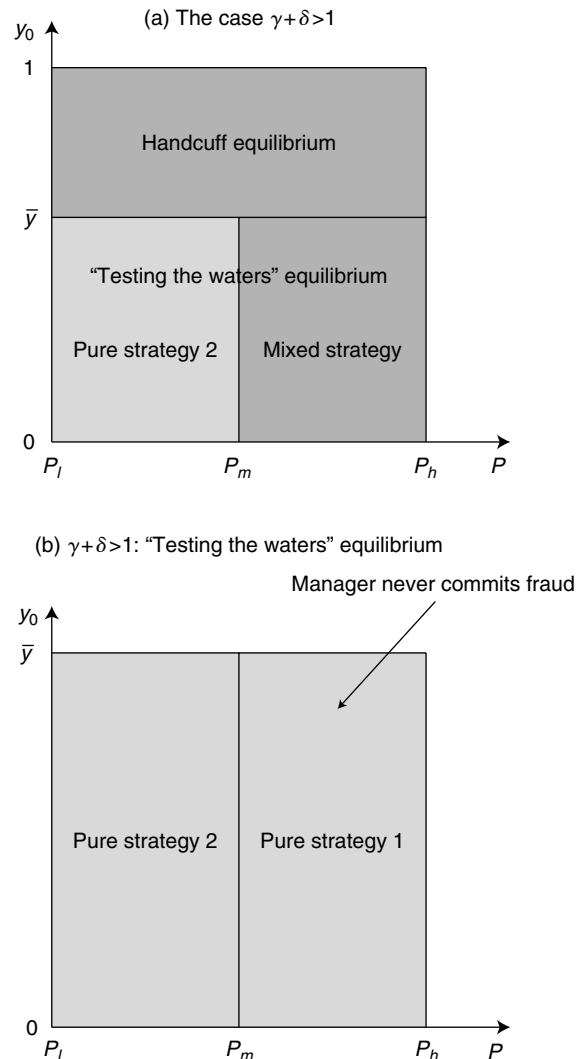 (a) The case γ+δ>1
y₀
1
Handcuff equilibrium
ȳ
“Testing the waters” equilibrium
Pure strategy 2 Mixed strategy
0
Pₗ Pₘ Pₕ P
(b) γ+δ>1: “Testing the waters” equilibrium
Manager never commits fraud
y₀
ȳ
Pure strategy 2 Pure strategy 1
0
Pₗ Pₘ Pₕ P